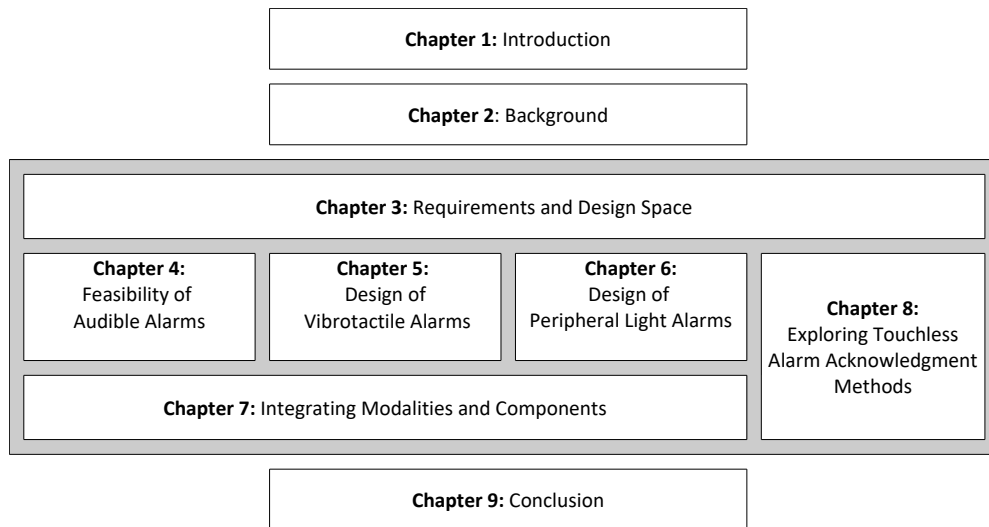 Chapter 1: Introduction
Chapter 2: Background
Chapter 3: Requirements and Design Space
Chapter 4:
Feasibility of
Audible Alarms
Chapter 5:
Design of
Vibrotactile Alarms
Chapter 6:
Design of
Peripheral Light Alarms
Chapter 8:
Exploring Touchless
Alarm Acknowledgment
Methods
Chapter 7: Integrating Modalities and Components
Chapter 9: Conclusion